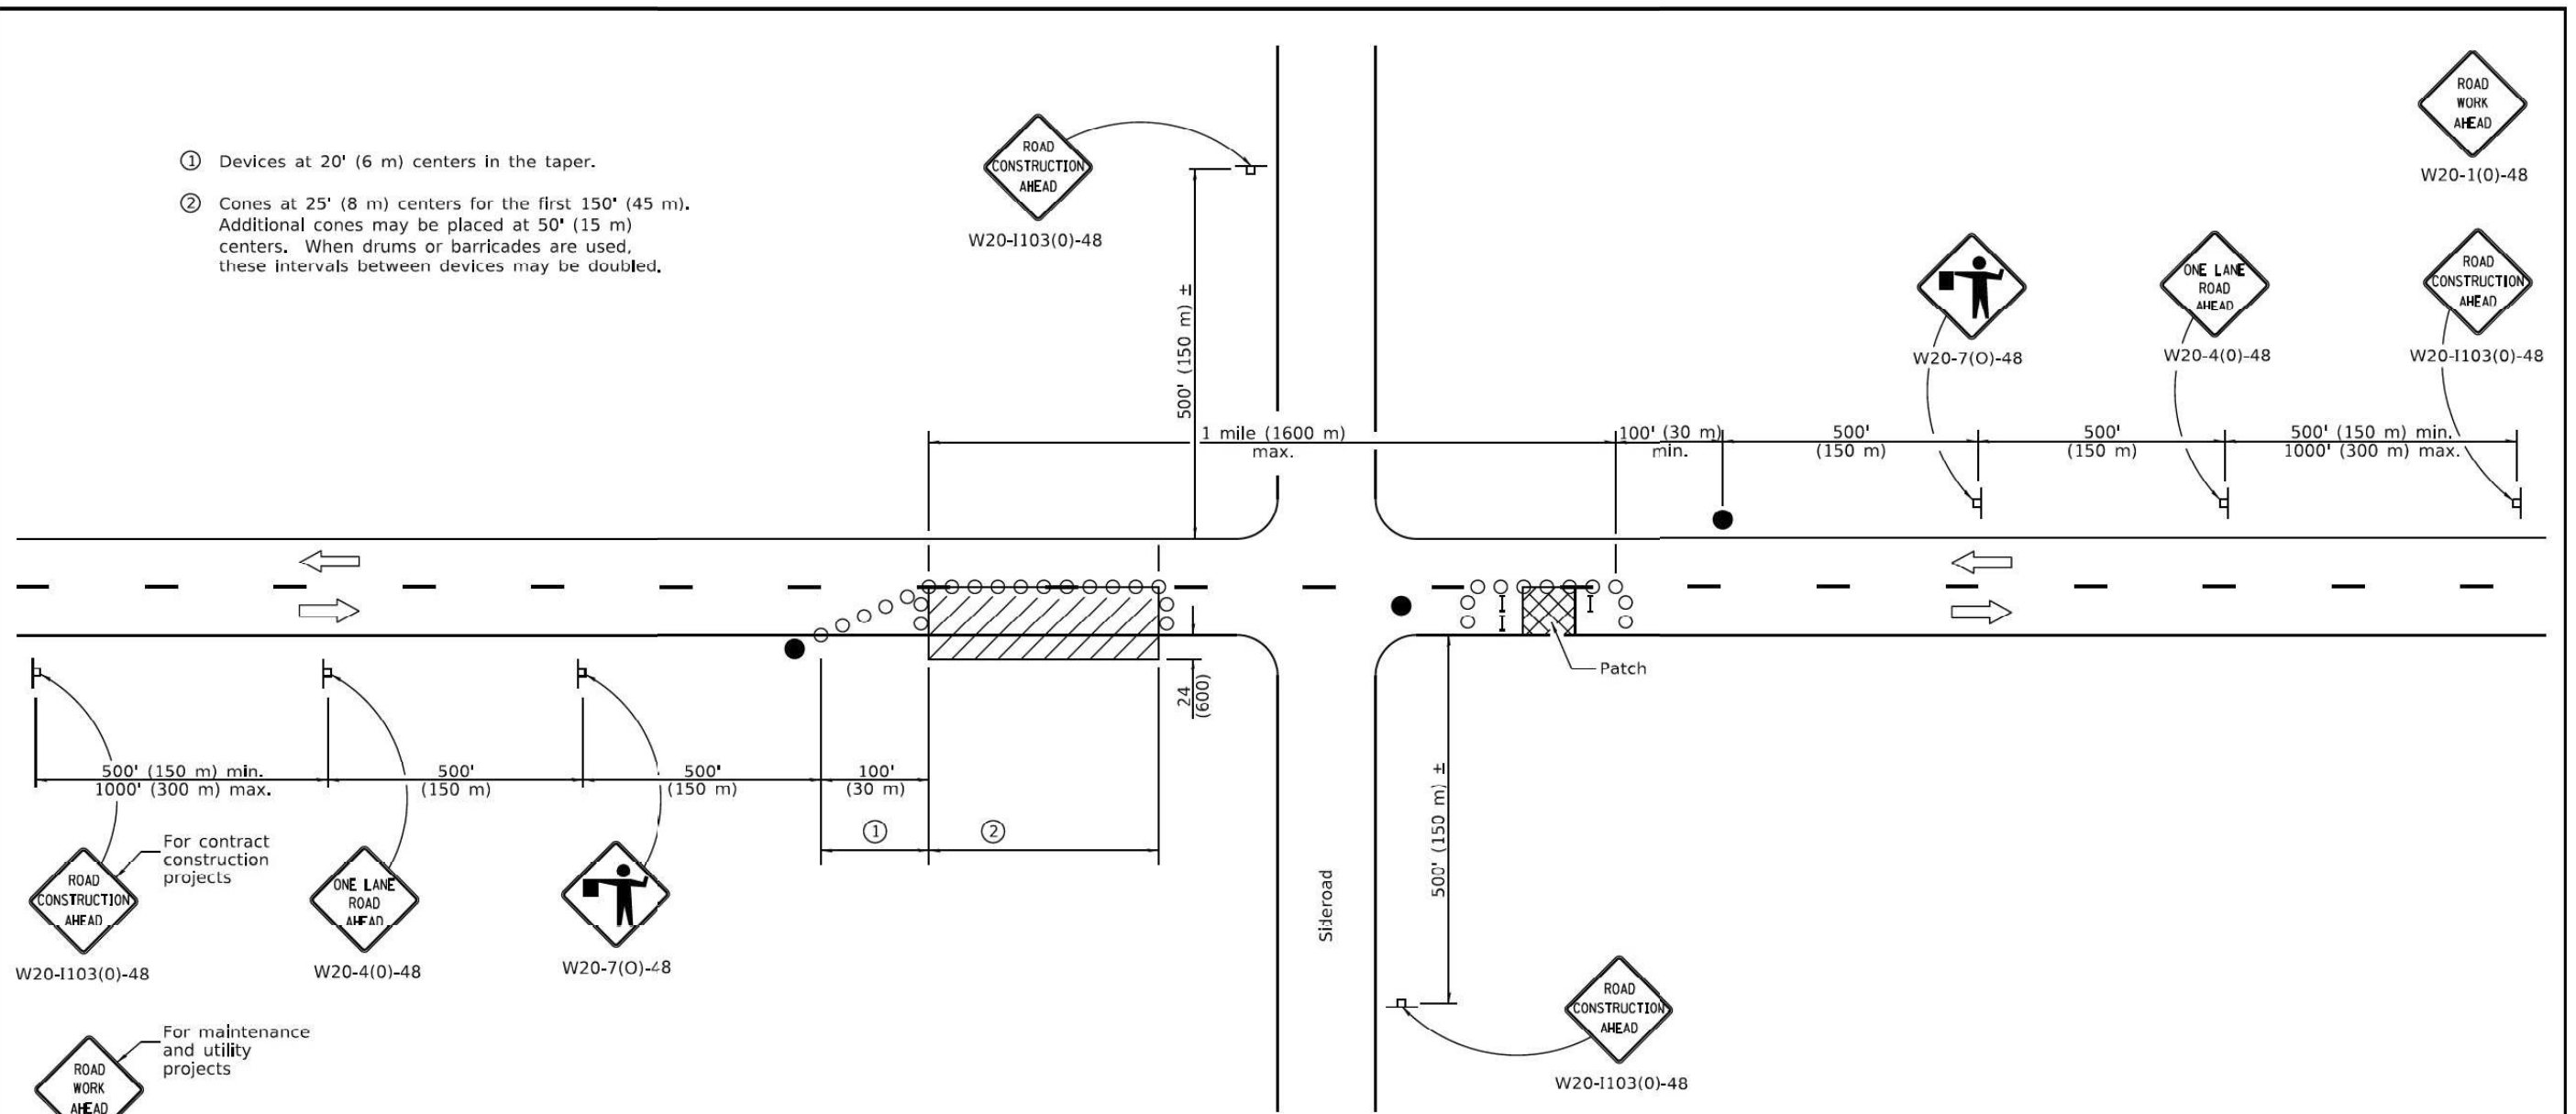 ① Devices at 20' (6 m) centers in the taper.
② Cones at 25' (8 m) centers for the first 150' (45 m).
Additional cones may be placed at 50' (15 m)
centers. When drums or barricades are used,
these intervals between devices may be doubled.
ROAD
CONSTRUCTION
AHEAD
W20-I103(0)-48
ROAD
WORK
AHEAD
W20-1(0)-48
W20-7(O)-48
ONE LANE
ROAD
AHEAD
W20-4(0)-48
ROAD
CONSTRUCTION
AHEAD
W20-I103(0)-48
500' (150 m) ±
1 mile (1600 m)
max.
100' (30 m)
min.
500'
(150 m)
500'
(150 m)
500' (150 m) min.
1000' (300 m) max.
Patch
24
(600)
500' (150 m) min.
1000' (300 m) max.
500'
(150 m)
500'
(150 m)
100'
(30 m)
①
②
500' (150 m) ±
Sideroad
For contract
construction
projects
ROAD
CONSTRUCTION
AHEAD
W20-I103(0)-48
ONE LANE
ROAD
AHEAD
W20-4(0)-48
W20-7(O)-48
For maintenance
and utility
projects
ROAD
WORK
AHEAD
ROAD
CONSTRUCTION
AHEAD
W20-I103(0)-48